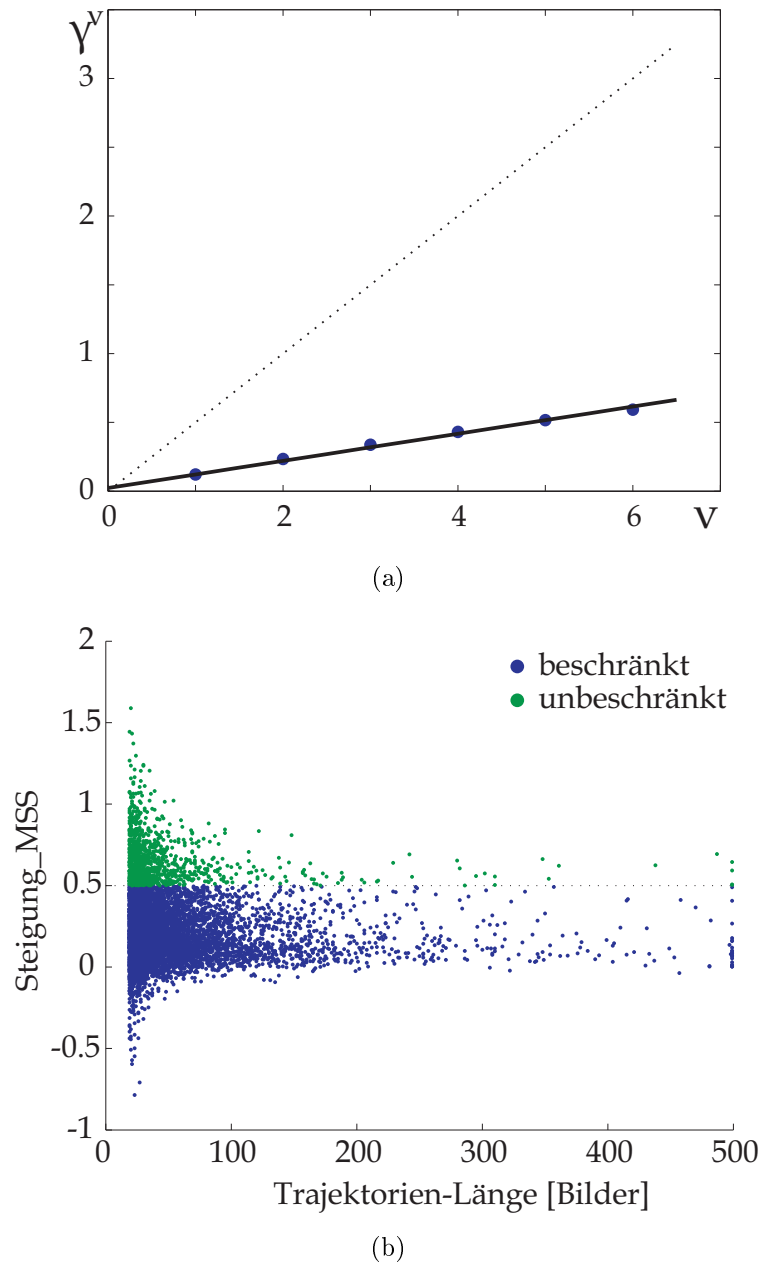 γ^ν
3
2
1
0
0 2 4 6 ν
(a)
2
1.5
1
0.5
0
-0.5
-1
beschränkt
unbeschränkt
Steigung_MSS
0 100 200 300 400 500
Trajektorien-Länge [Bilder]
(b)